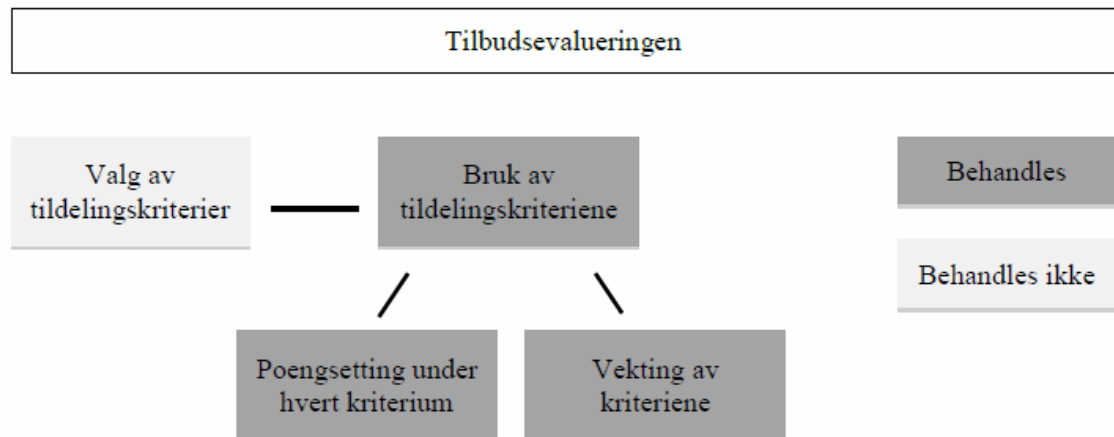 Tilbudsevalueringen
Valg av
tildelingskriterier
Bruk av
tildelingskriteriene
Behandles
Behandles ikke
Poengsetting under
hvert kriterium
Vekting av
kriteriene